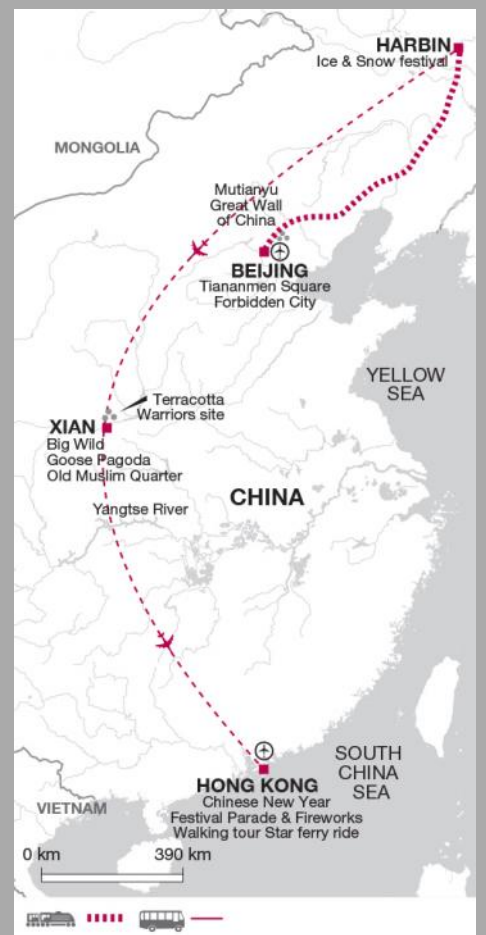 HARBIN
Ice & Snow festival
MONGOLIA
Mutianyu
Great Wall
of China
BEIJING
Tiananmen Square
Forbidden City
YELLOW
SEA
Terracotta
Warriors site
XIAN
Big Wild
Goose Pagoda
Old Muslim Quarter
CHINA
Yangtse River
SOUTH
CHINA
SEA
HONG KONG
Chinese New Year
Festival Parade & Fireworks
Walking tour Star ferry ride
VIETNAM
0 km 390 km